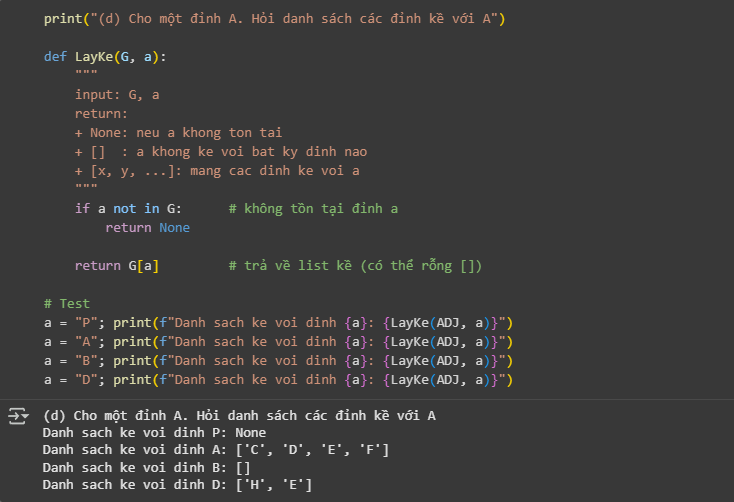 print("(d) Cho một đỉnh A. Hỏi danh sách các đỉnh kề với A")
def LayKe(G, a):
"""
input: G, a
return:
+ None: neu a khong ton tai
+ []  : a khong ke voi bat ky dinh nao
+ [x, y, ...]: mang cac dinh ke voi a
"""
if a not in G:      # không tồn tại đỉnh a
return None
return G[a]         # trả về list kề (có thể rỗng [])
# Test
a = "P"; print(f"Danh sach ke voi dinh {a}: {LayKe(ADJ, a)}")
a = "A"; print(f"Danh sach ke voi dinh {a}: {LayKe(ADJ, a)}")
a = "B"; print(f"Danh sach ke voi dinh {a}: {LayKe(ADJ, a)}")
a = "D"; print(f"Danh sach ke voi dinh {a}: {LayKe(ADJ, a)}")
(d) Cho một đỉnh A. Hỏi danh sách các đỉnh kề với A
Danh sach ke voi dinh P: None
Danh sach ke voi dinh A: ['C', 'D', 'E', 'F']
Danh sach ke voi dinh B: []
Danh sach ke voi dinh D: ['H', 'E']